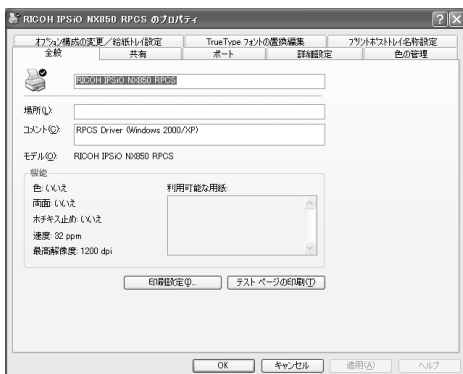 RICOH IPSiO NX850 RPCS のプロパティ
オプション構成の変更／給紙トレイ設定 TrueType フォントの置換編集 プリントポストトレイ名称設定
全般 共有 ポート 詳細設定 色の管理
RICOH IPSiO NX850 RPCS
場所(L):
コメント(C): RPCS Driver (Windows 2000/XP)
モデル(O): RICOH IPSiO NX850 RPCS
機能
色: いいえ 利用可能な用紙:
両面: いいえ
ホチキス止め: いいえ
速度: 32 ppm
最高解像度: 1200 dpi
印刷設定(I)... テスト ページの印刷(T)
OK キャンセル 適用(A) ヘルプ